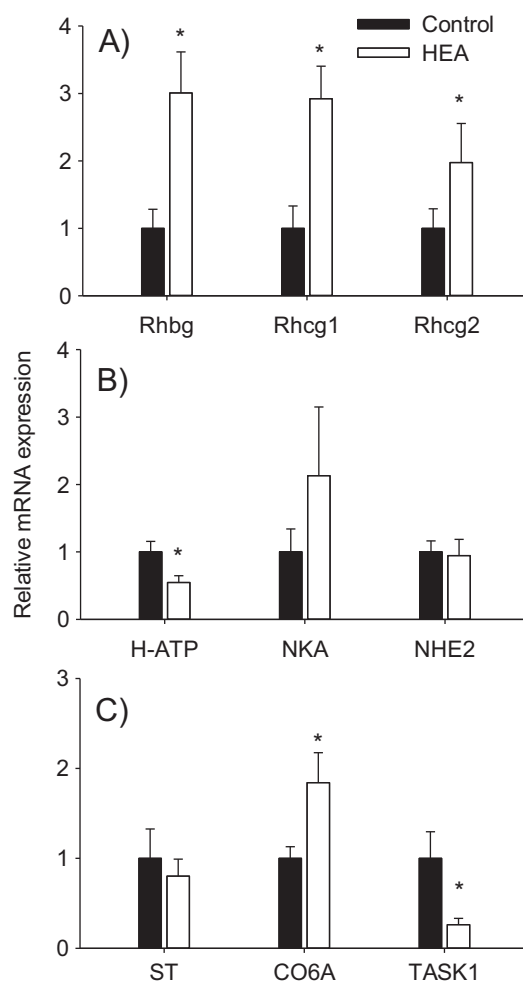 Control
HEA
A)
*
*
*
4
3
2
1
0
Rhbg Rhcg1 Rhcg2
Relative mRNA expression
B)
4
3
2
1
0
*
H-ATP NKA NHE2
C)
3
2
1
0
*
*
ST CO6A TASK1